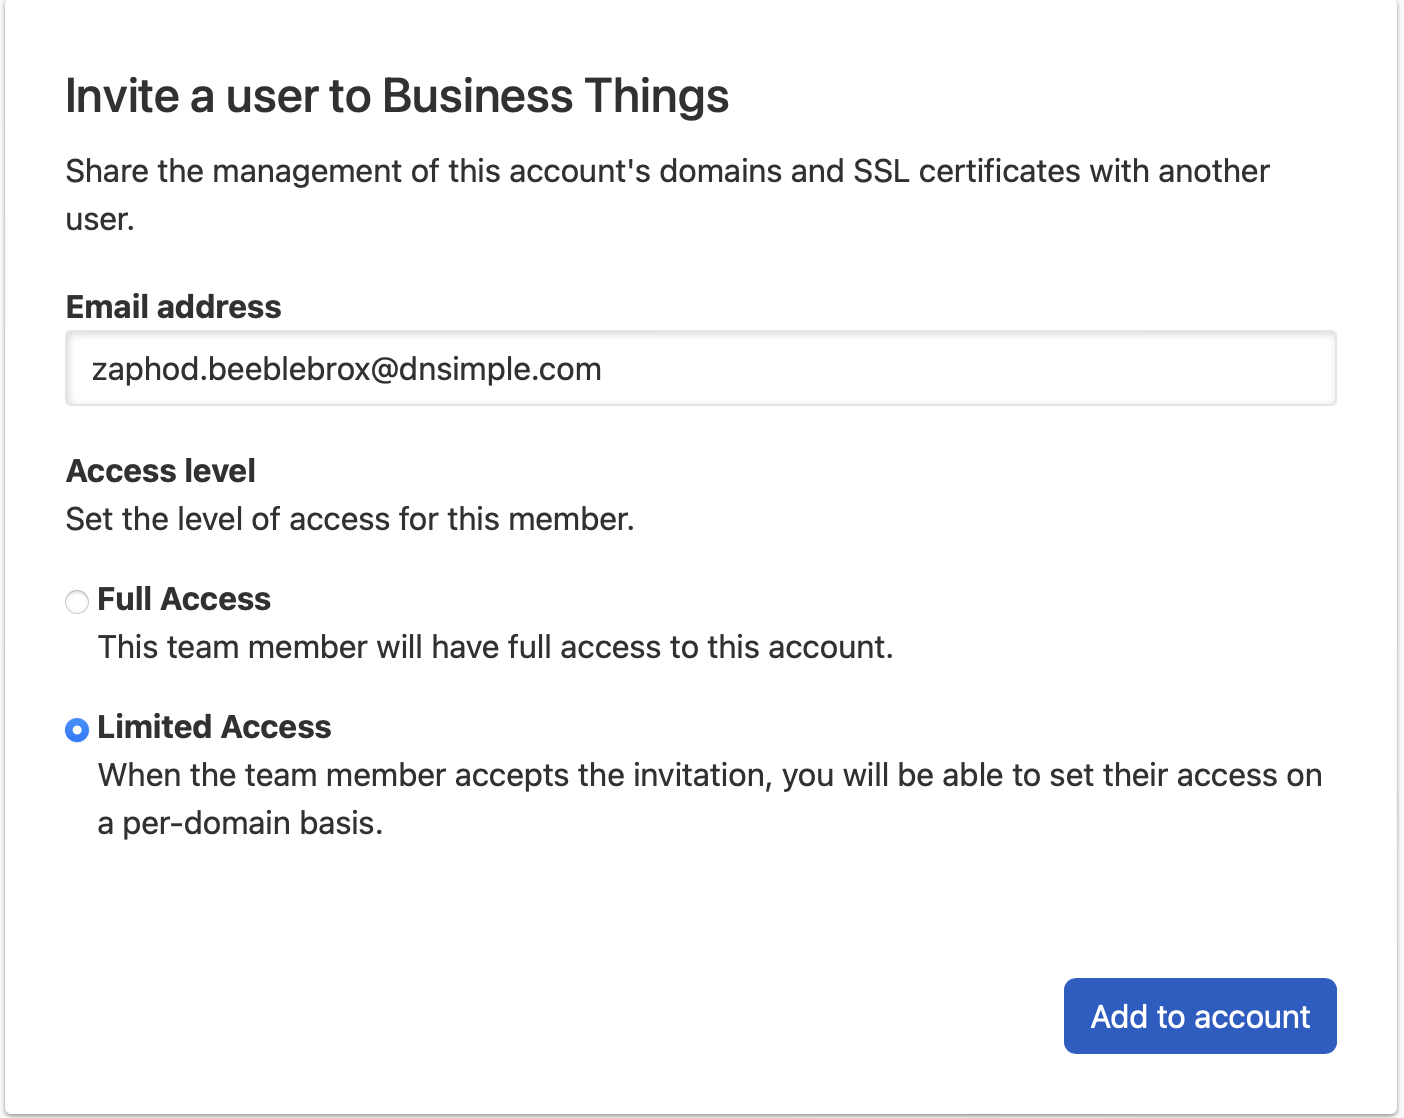 Invite a user to Business Things
Share the management of this account's domains and SSL certificates with another
user.
Email address
zaphod.beeblebrox@dnsimple.com
Access level
Set the level of access for this member.
Full Access
This team member will have full access to this account.
Limited Access
When the team member accepts the invitation, you will be able to set their access on
a per-domain basis.
Add to account